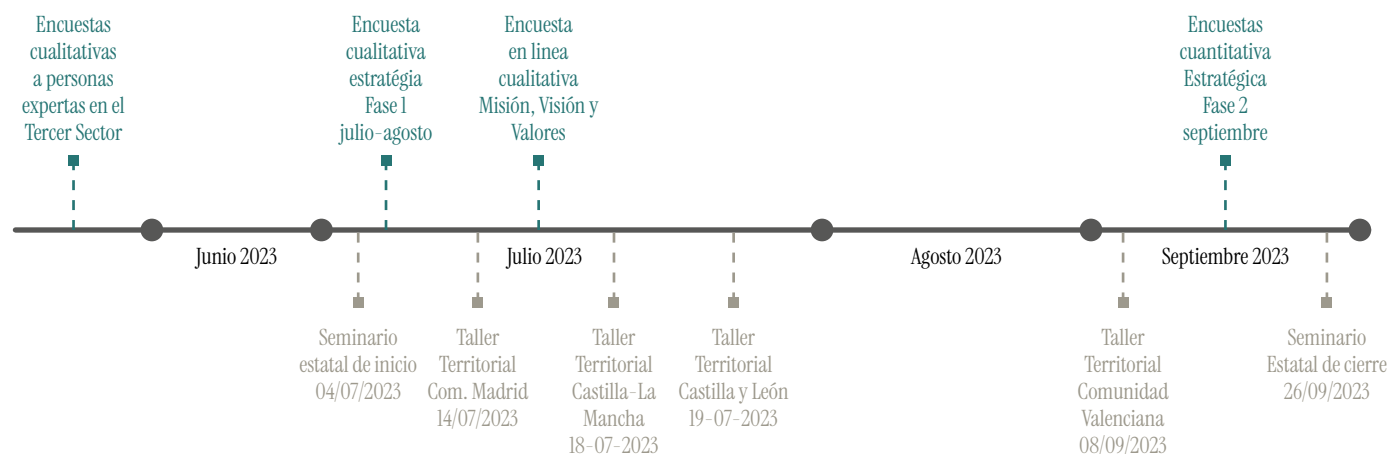 Encuestas
cualitativas
a personas
expertas en el
Tercer Sector
Encuesta
cualitativa
estratégia
Fase 1
julio-agosto
Encuesta
en linea
cualitativa
Misión, Visión y
Valores
Encuestas
cuantitativa
Estratégica
Fase 2
septiembre
Junio 2023
Julio 2023
Agosto 2023
Septiembre 2023
Seminario
estatal de inicio
04/07/2023
Taller
Territorial
Com. Madrid
14/07/2023
Taller
Territorial
Castilla-La
Mancha
18-07-2023
Taller
Territorial
Castilla y León
19-07-2023
Taller
Territorial
Comunidad
Valenciana
08/09/2023
Seminario
Estatal de cierre
26/09/2023